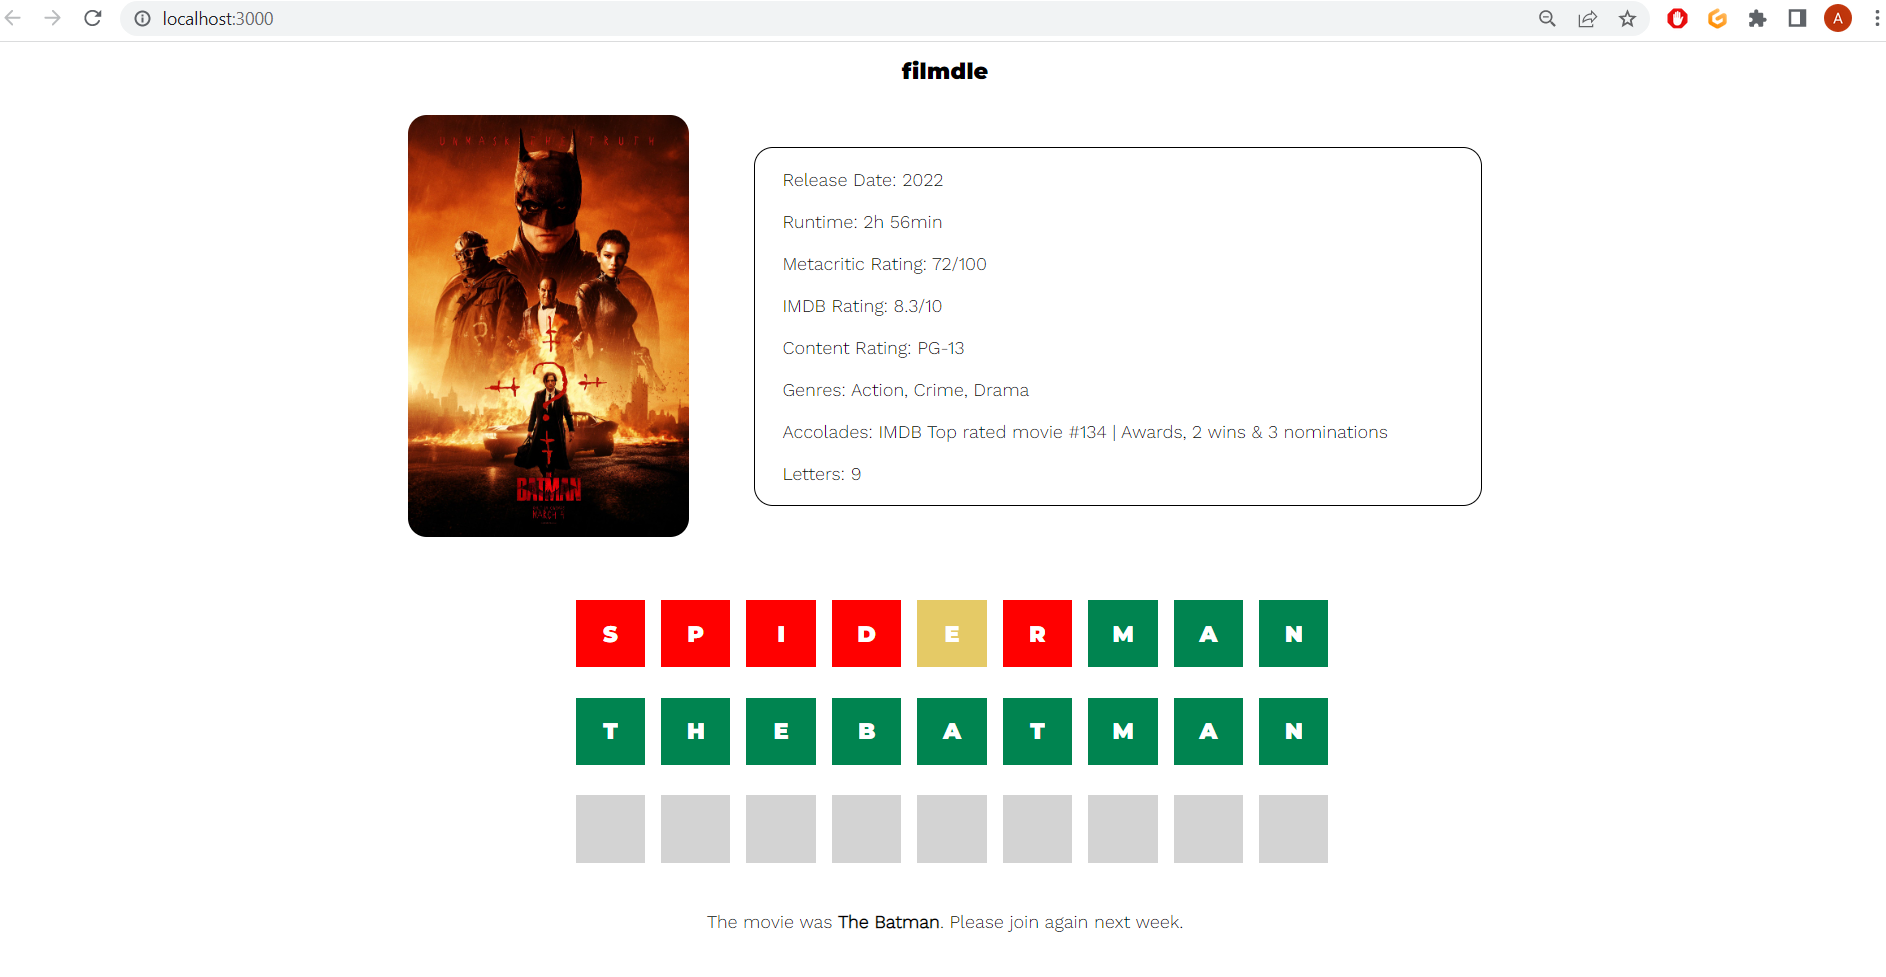 localhost:3000
A
filmdle
UNMASK THE TRUTH
THE
BATMAN
MARCH 4
Release Date: 2022
Runtime: 2h 56min
Metacritic Rating: 72/100
IMDB Rating: 8.3/10
Content Rating: PG-13
Genres: Action, Crime, Drama
Accolades: IMDB Top rated movie #134 | Awards, 2 wins & 3 nominations
Letters: 9
S P I D E R M A N
T H E B A T M A N
The movie was The Batman. Please join again next week.